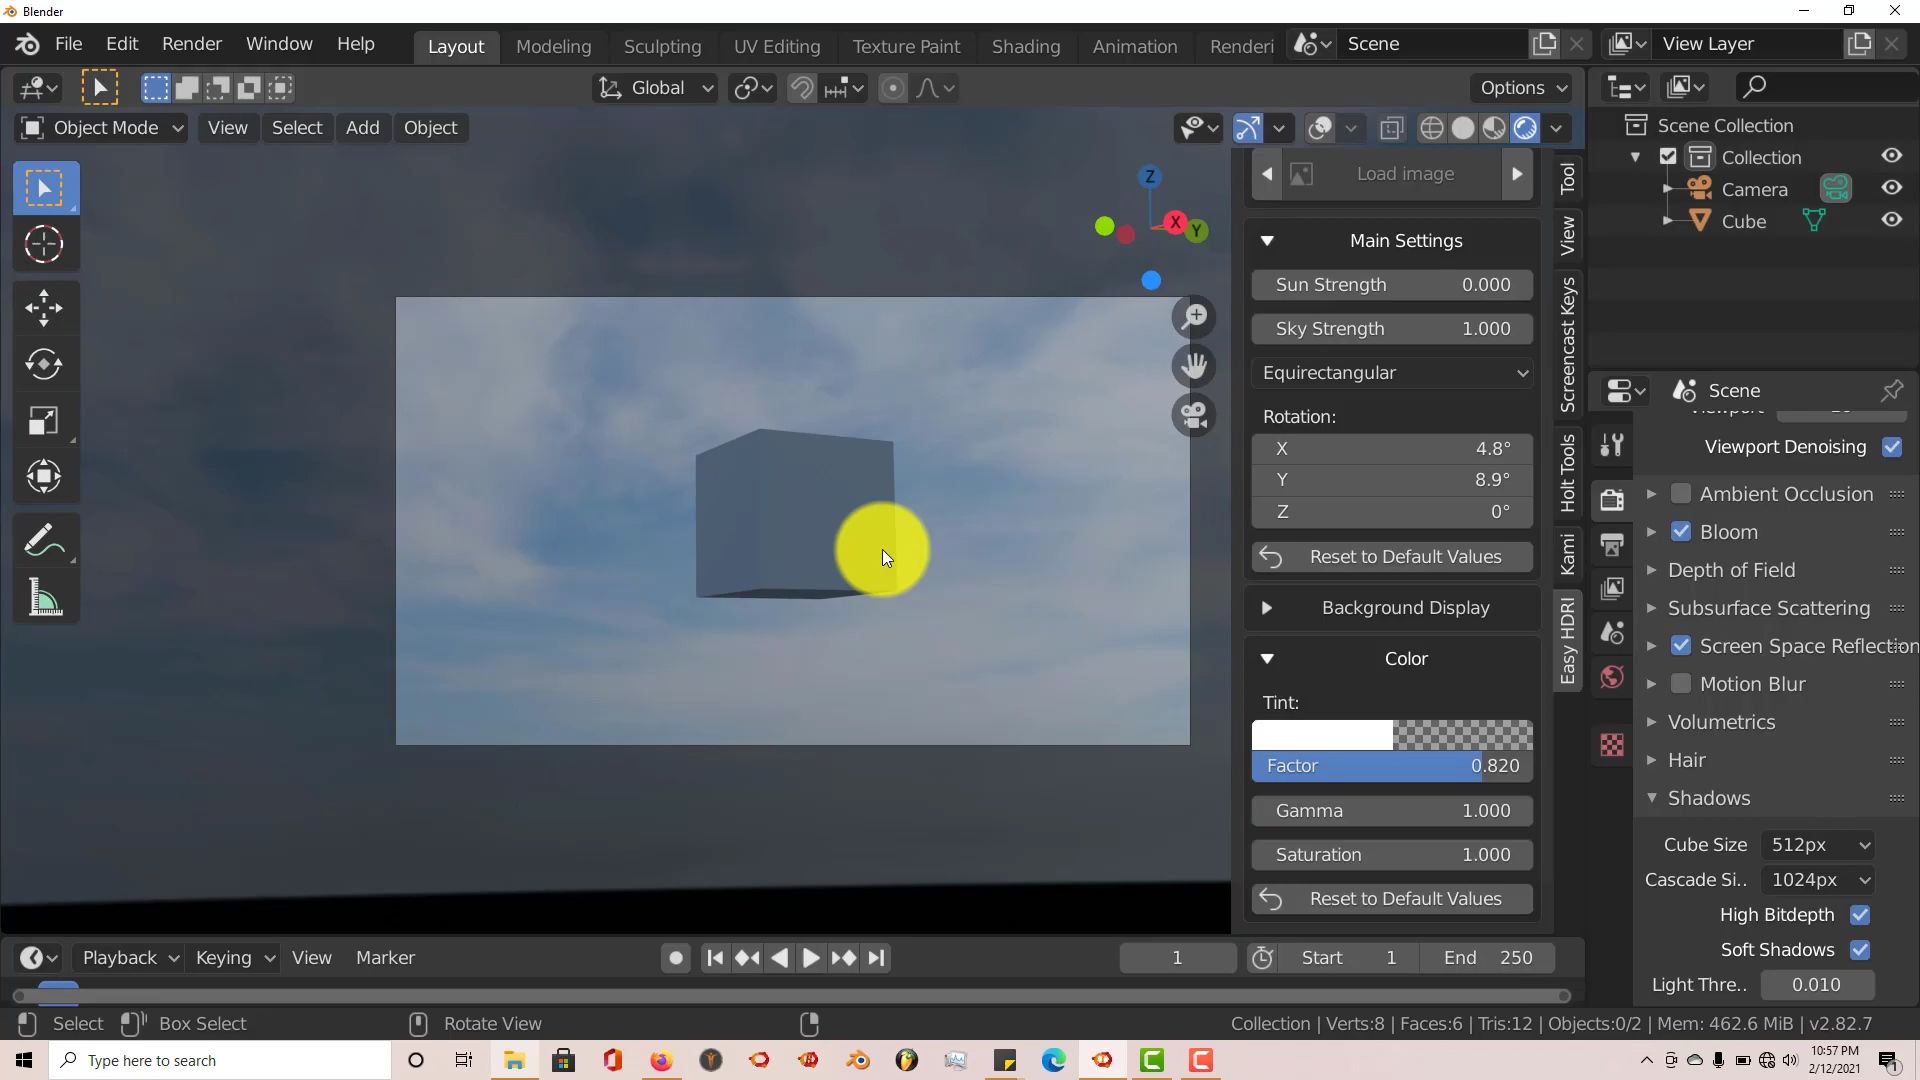 Blender
File Edit Render Window Help Layout Modeling Sculpting UV Editing Texture Paint Shading Animation Renderi Scene View Layer
Global Options
Object Mode View Select Add Object
Scene Collection
Collection
Camera
Cube
Z
X
Y
Load image
Main Settings
Sun Strength 0.000
Sky Strength 1.000
Equirectangular
Rotation:
X 4.8°
Y 8.9°
Z 0°
Reset to Default Values
Background Display
Color
Tint:
Factor 0.820
Gamma 1.000
Saturation 1.000
Reset to Default Values
Tool
View
Screencast Keys
Holt Tools
Kami
Easy HDRI
Scene
Viewport Denoising
Ambient Occlusion
Bloom
Depth of Field
Subsurface Scattering
Screen Space Reflection
Motion Blur
Volumetrics
Hair
Shadows
Cube Size 512px
Cascade Si.. 1024px
High Bitdepth
Soft Shadows
Light Thre.. 0.010
Playback Keying View Marker 1 Start 1 End 250
Select Box Select Rotate View Collection | Verts:8 | Faces:6 | Tris:12 | Objects:0/2 | Mem: 462.6 MiB | v2.82.7
Type here to search
10:57 PM
2/12/2021
1